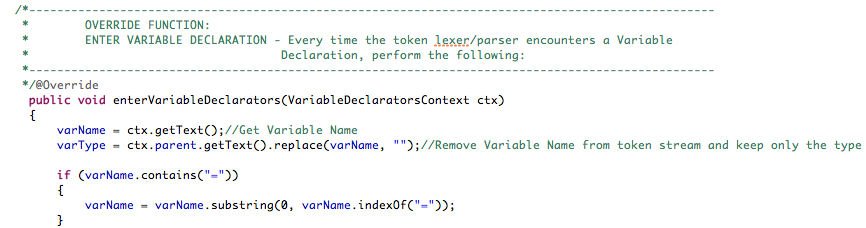 /*-------------------------------------------------------------------------------------------
*       OVERRIDE FUNCTION:
*       ENTER VARIABLE DECLARATION - Every time the token lexer/parser encounters a Variable
*                                    Declaration, perform the following:
*-------------------------------------------------------------------------------------------
*/@Override
public void enterVariableDeclarators(VariableDeclaratorsContext ctx)
{
    varName = ctx.getText();//Get Variable Name
    varType = ctx.parent.getText().replace(varName, "");//Remove Variable Name from token stream and keep only the type
    if (varName.contains("="))
    {
        varName = varName.substring(0, varName.indexOf("="));
    }